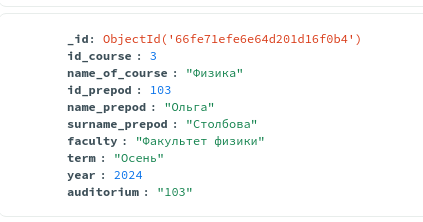 _id: ObjectId('66fe71efe6e64d201d16f0b4')
id_course : 3
name_of_course : "Физика"
id_prepod : 103
name_prepod : "Ольга"
surname_prepod : "Столбова"
faculty : "Факультет физики"
term : "Осень"
year : 2024
auditorium : "103"